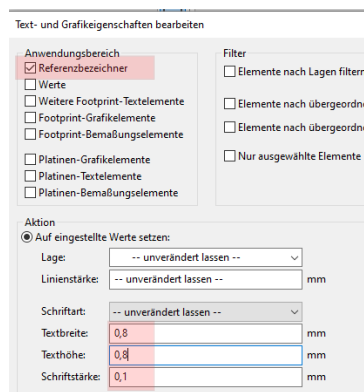 Text- und Grafikeigenschaften bearbeiten
Anwendungsbereich
Referenzbezeichner
Werte
Weitere Footprint-Textelemente
Footprint-Grafikelemente
Footprint-Bemaßungselemente
Platinen-Grafikelemente
Platinen-Textelemente
Platinen-Bemaßungselemente
Filter
Elemente nach Lagen filtern
Elemente nach
Elemente nach
Nur ausgewählte Elemente
Aktion
Auf eingestellte Werte setzen:
Lage: -- unverändert lassen --
Linienstärke: -- unverändert lassen -- mm
Schriftart: -- unverändert lassen --
Textbreite: 0,8 mm
Texthöhe: 0,8 mm
Schriftstärke: 0,1 mm